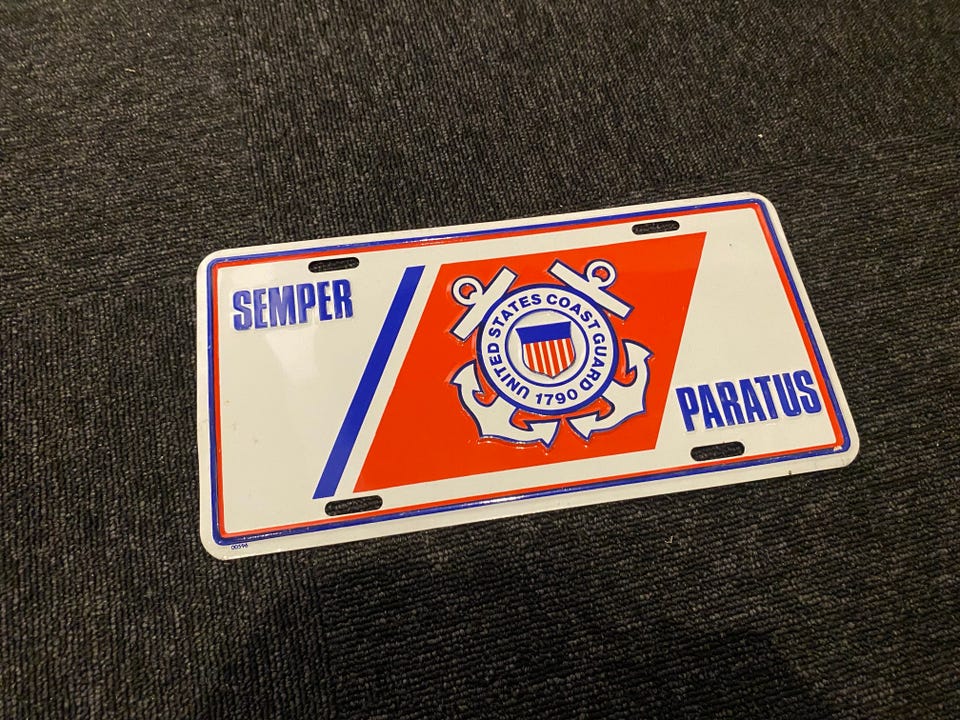 SEMPER
UNITED STATES COAST GUARD
1790
PARATUS
00596